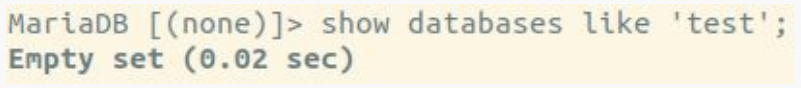 MariaDB [(none)]> show databases like 'test';
Empty set (0.02 sec)